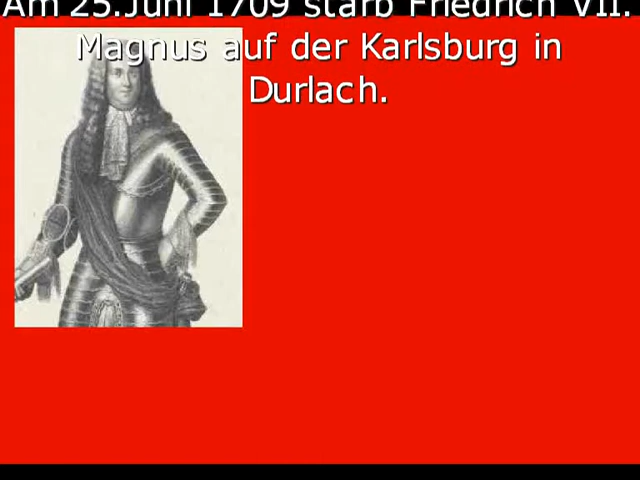 Am 25.Juni 1709 starb Friedrich VII.
Magnus auf der Karlsburg in
Durlach.